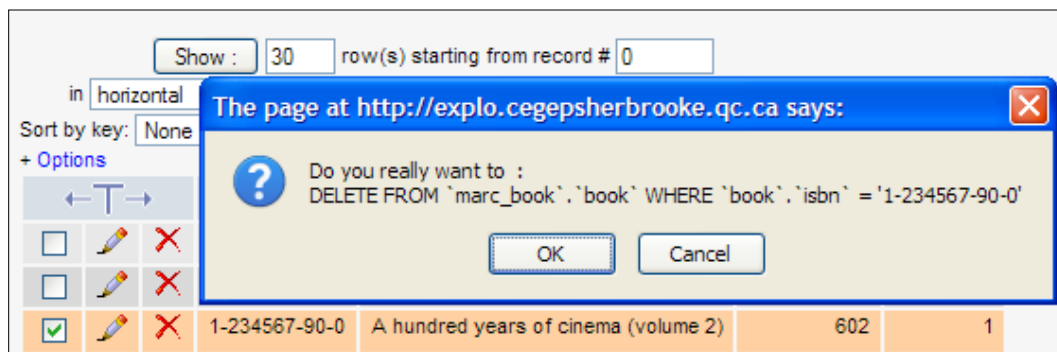 Show : 30 row(s) starting from record # 0
in horizontal
Sort by key: None
+ Options
←T→
The page at http://explo.cegepsherbrooke.qc.ca says:
Do you really want to :
DELETE FROM `marc_book`.`book` WHERE `book`.`isbn` = '1-234567-90-0'
OK Cancel
1-234567-90-0 A hundred years of cinema (volume 2) 602 1